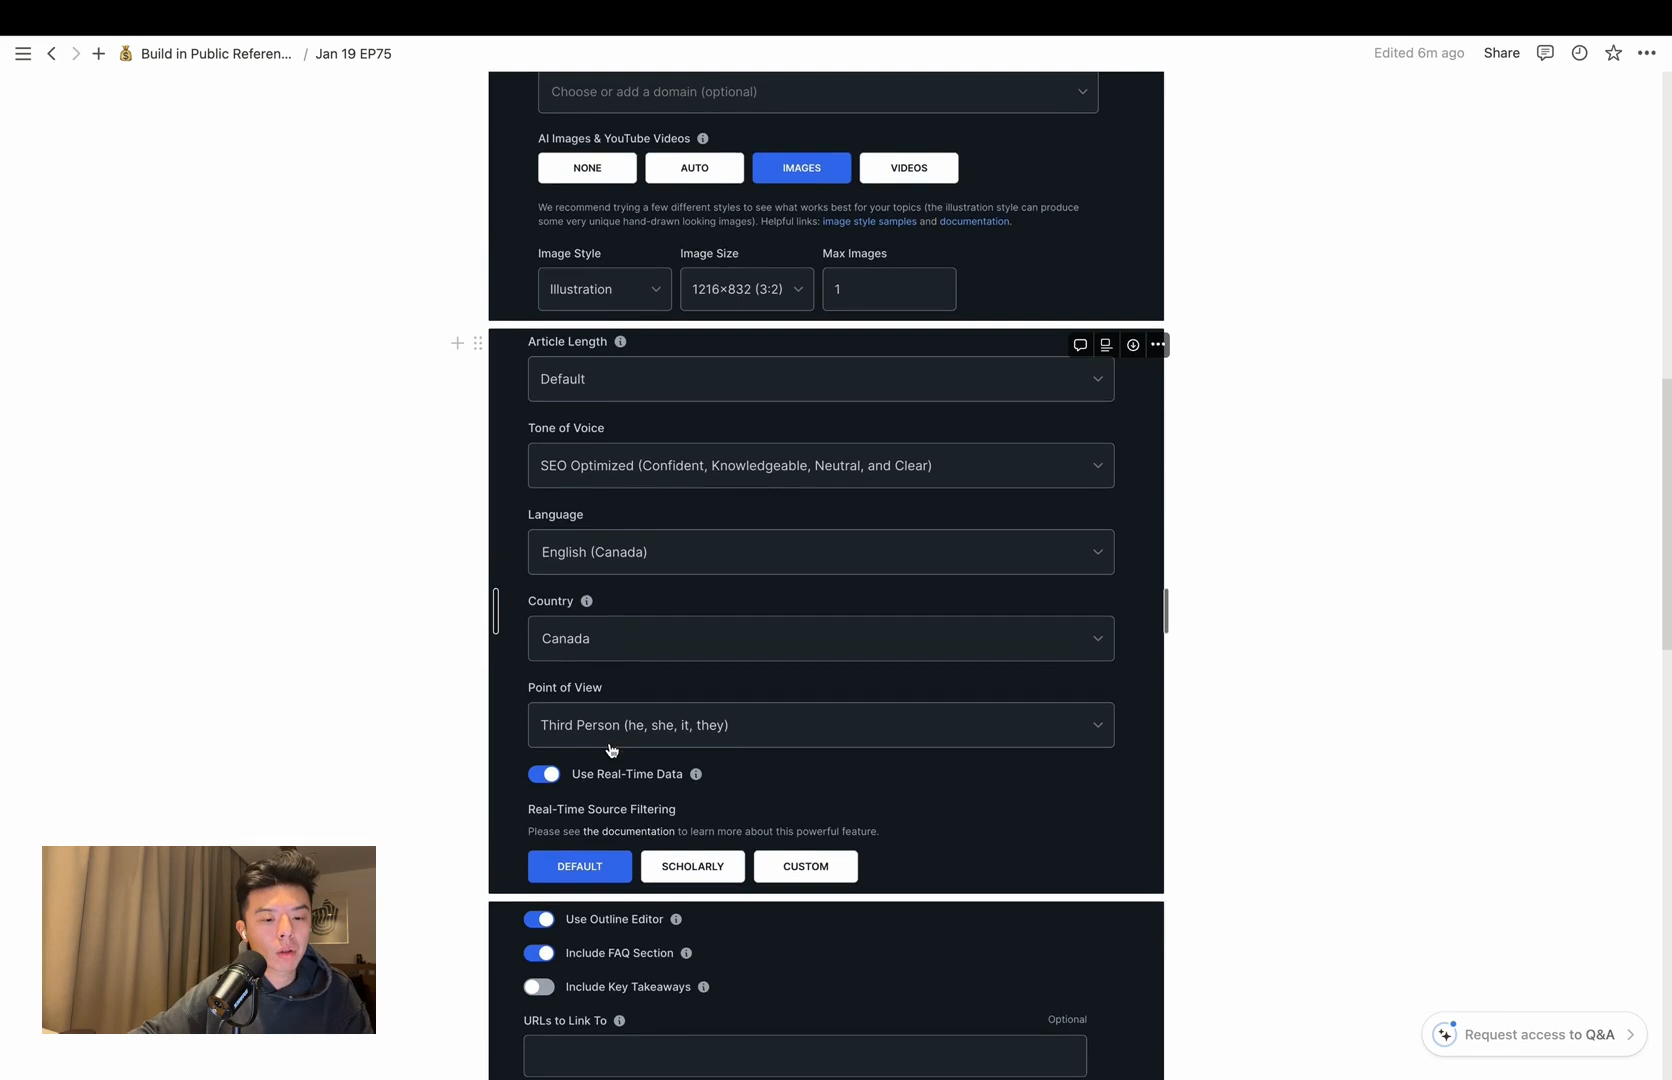 Build in Public Referen... / Jan 19 EP75
Edited 6m ago Share
Choose or add a domain (optional)
AI Images & YouTube Videos
NONE AUTO IMAGES VIDEOS
We recommend trying a few different styles to see what works best for your topics (the illustration style can produce
some very unique hand-drawn looking images). Helpful links: image style samples and documentation.
Image Style Image Size Max Images
Illustration 1216×832 (3:2) 1
Article Length
Default
Tone of Voice
SEO Optimized (Confident, Knowledgeable, Neutral, and Clear)
Language
English (Canada)
Country
Canada
Point of View
Third Person (he, she, it, they)
Use Real-Time Data
Real-Time Source Filtering
Please see the documentation to learn more about this powerful feature.
DEFAULT SCHOLARLY CUSTOM
Use Outline Editor
Include FAQ Section
Include Key Takeaways
URLs to Link To Optional
Request access to Q&A